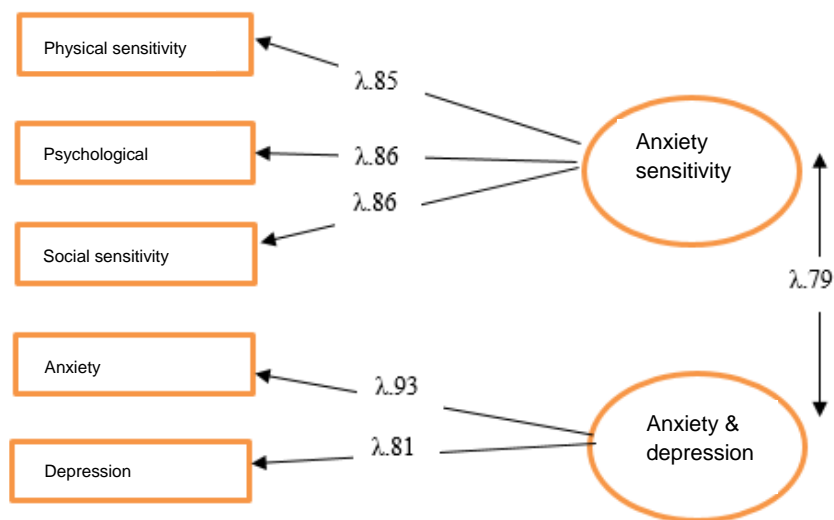 Physical sensitivity
λ.85
Psychological
λ.86
Anxiety
sensitivity
λ.86
Social sensitivity
λ.79
Anxiety
λ.93
Anxiety &
depression
λ.81
Depression